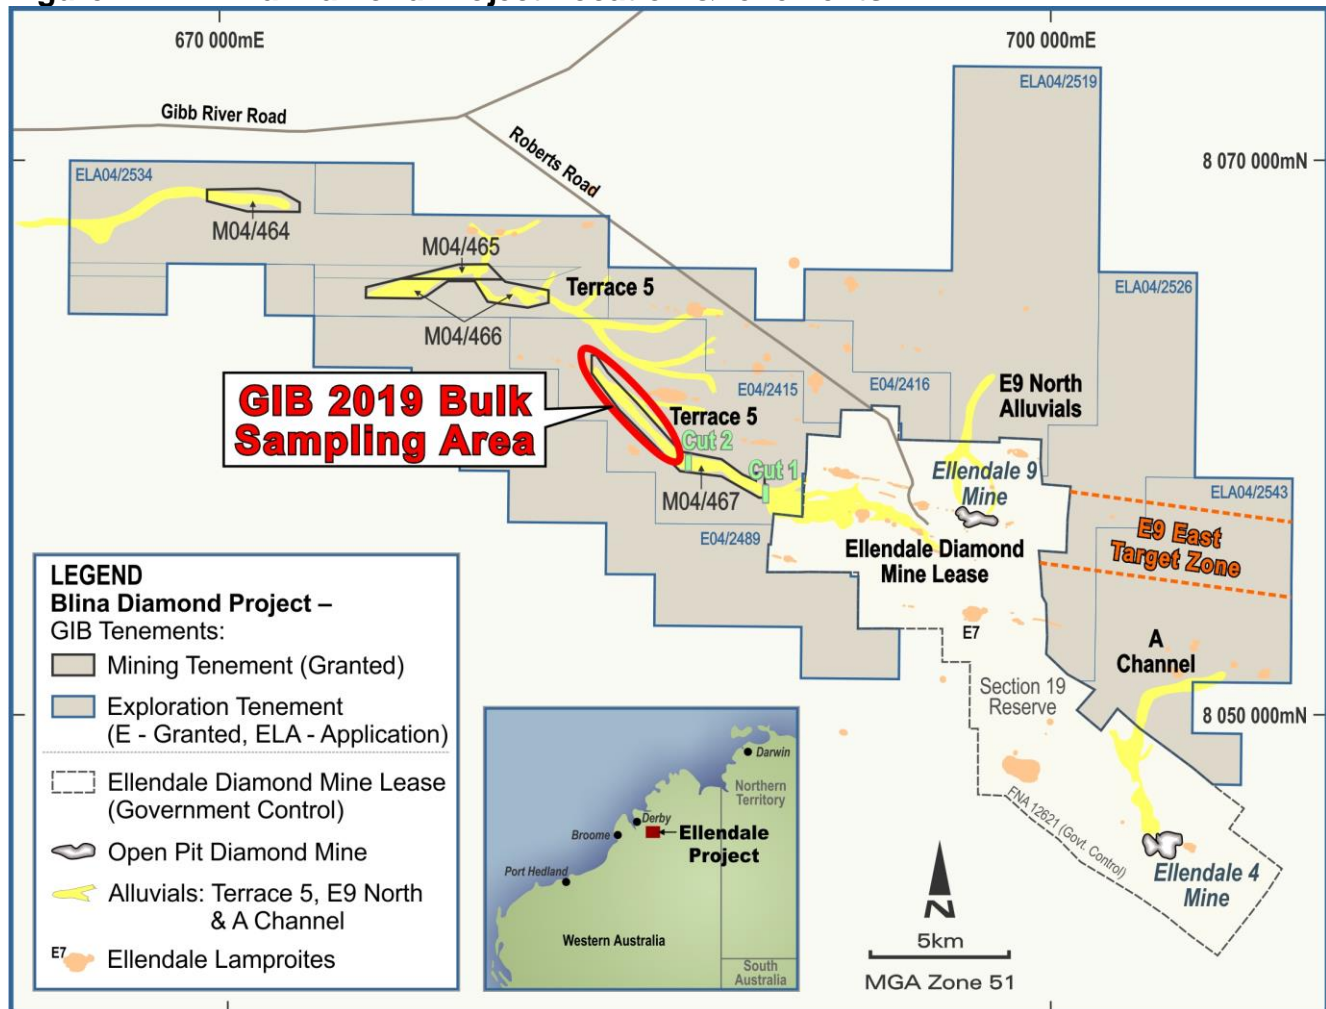 670 000mE
700 000mE
ELA04/2519
Gibb River Road
Roberts Road
8 070 000mN
ELA04/2534
M04/464
M04/465
Terrace 5
M04/466
ELA04/2526
GIB 2019 Bulk
Sampling Area
E04/2415
E04/2416
E9 North
Alluvials
Terrace 5
Cut 2
Cut 1
M04/467
Ellendale 9
Mine
ELA04/2543
E04/2489
Ellendale Diamond
Mine Lease
E9 East
Target Zone
E7
A
Channel
Section 19
Reserve
8 050 000mN
FNA 12621 (Govt. Control)
Ellendale 4
Mine
N
5km
MGA Zone 51
LEGEND
Blina Diamond Project –
GIB Tenements:
Mining Tenement (Granted)
Exploration Tenement
(E - Granted, ELA - Application)
Ellendale Diamond Mine Lease
(Government Control)
Open Pit Diamond Mine
Alluvials: Terrace 5, E9 North
& A Channel
E7
Ellendale Lamproites
Darwin
Northern
Territory
Derby
Broome
Ellendale
Project
Port Hedland
Western Australia
South
Australia